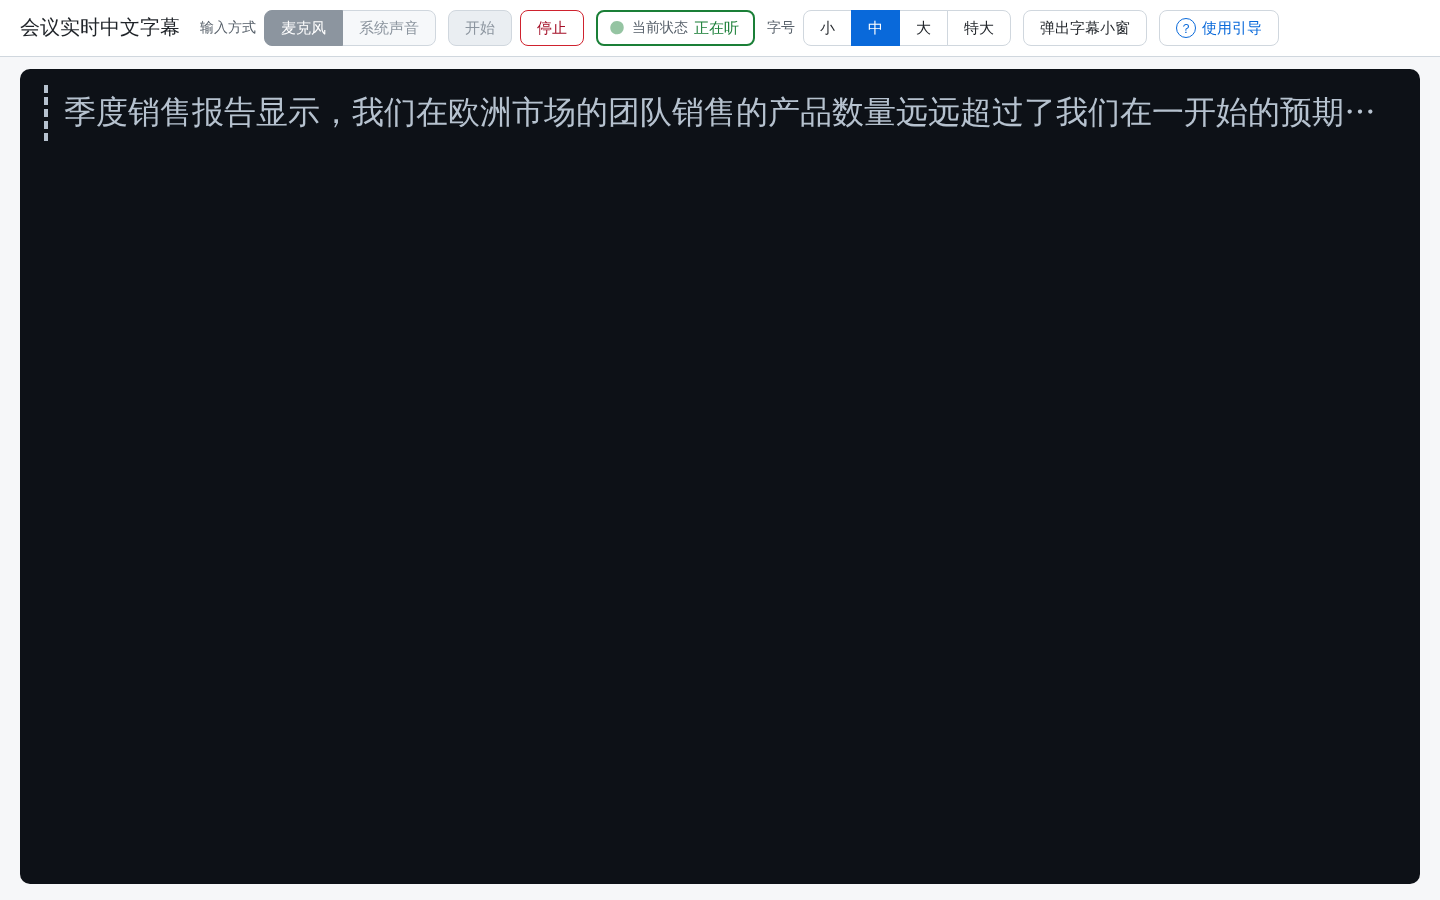 会议实时中文字幕 输入方式 麦克风 系统声音 开始 停止 当前状态 正在听 字号 小 中 大 特大 弹出字幕小窗 ? 使用引导
季度销售报告显示，我们在欧洲市场的团队销售的产品数量远远超过了我们在一开始的预期…